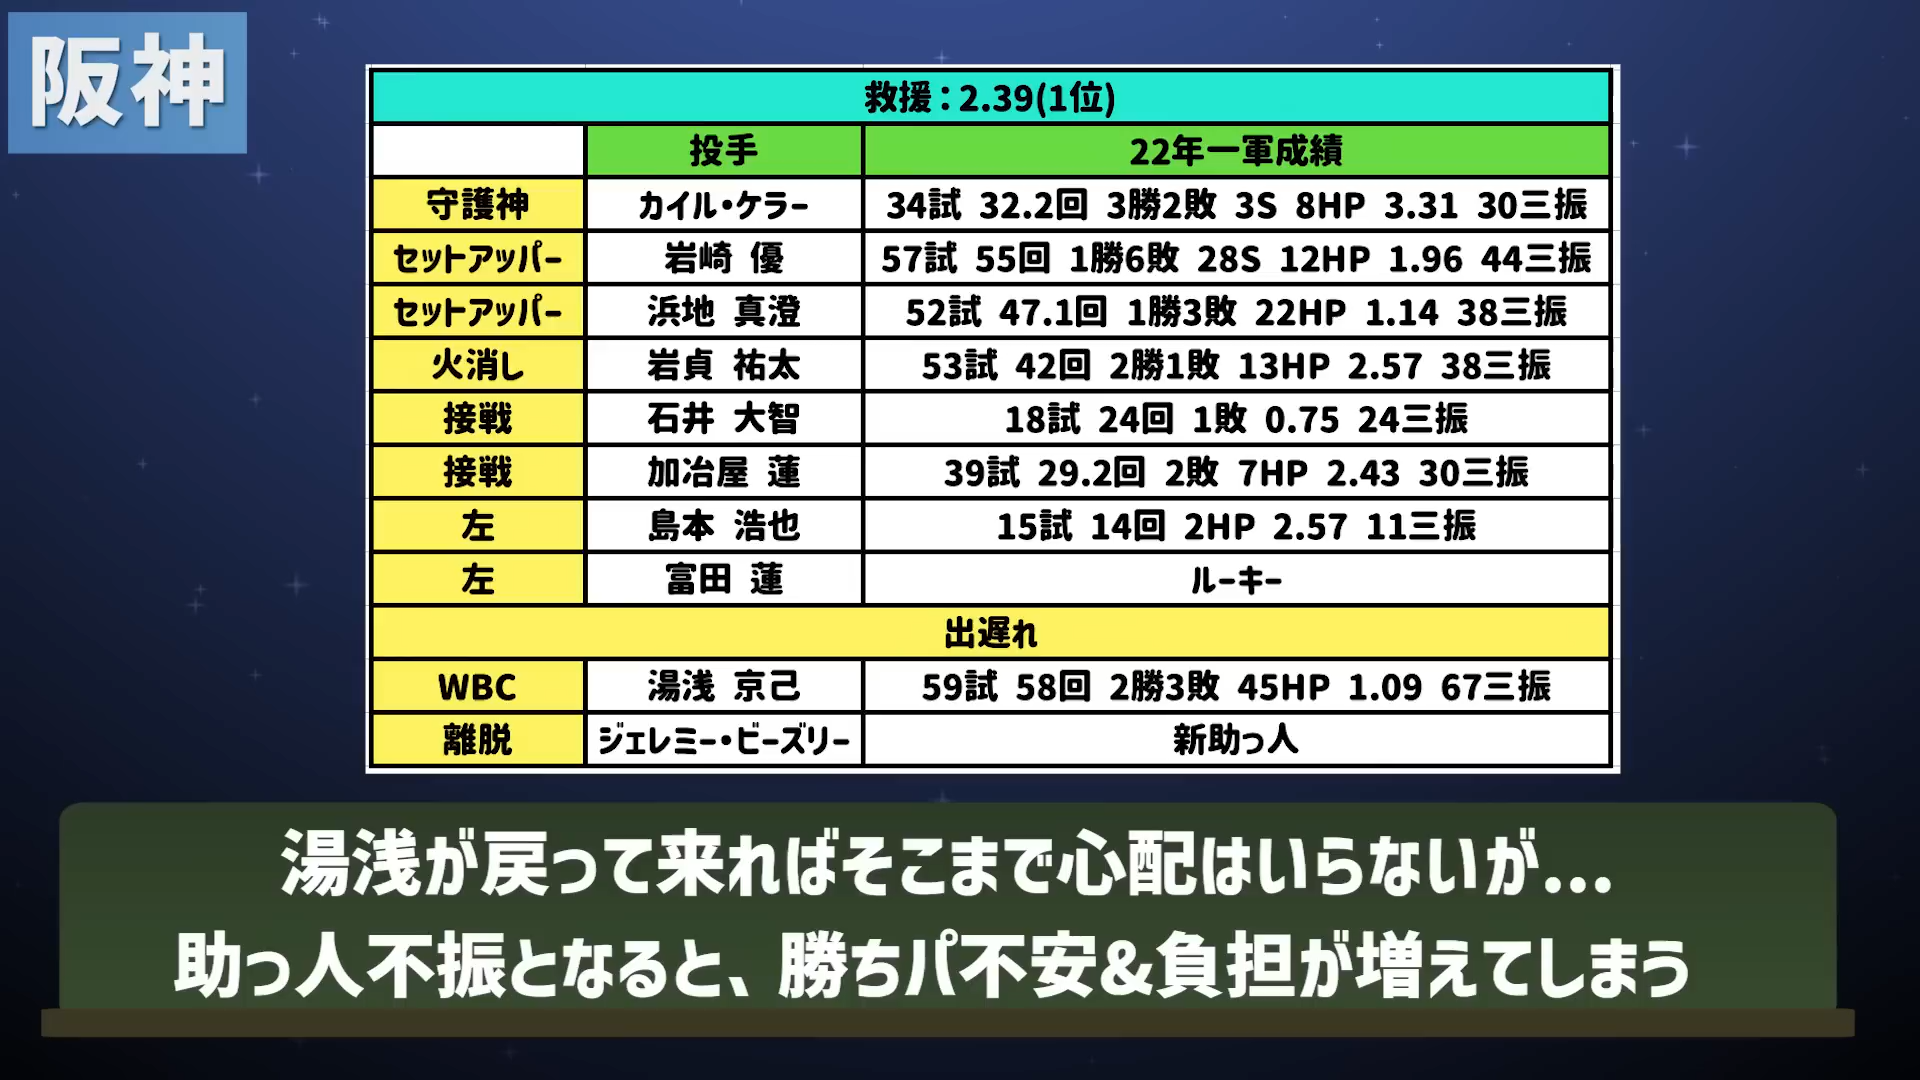 阪神
救援：2.39(1位)
投手 22年一軍成績
守護神 カイル・ケラー 34試 32.2回 3勝2敗 3S 8HP 3.31 30三振
セットアッパー 岩崎 優 57試 55回 1勝6敗 28S 12HP 1.96 44三振
セットアッパー 浜地 真澄 52試 47.1回 1勝3敗 22HP 1.14 38三振
火消し 岩貞 祐太 53試 42回 2勝1敗 13HP 2.57 38三振
接戦 石井 大智 18試 24回 1敗 0.75 24三振
接戦 加冶屋 蓮 39試 29.2回 2敗 7HP 2.43 30三振
左 島本 浩也 15試 14回 2HP 2.57 11三振
左 富田 蓮 ルーキー
出遅れ
WBC 湯浅 京己 59試 58回 2勝3敗 45HP 1.09 67三振
離脱 ジェレミー・ビーズリー 新助っ人
湯浅が戻って来ればそこまで心配はいらないが...
助っ人不振となると、勝ちパ不安&負担が増えてしまう